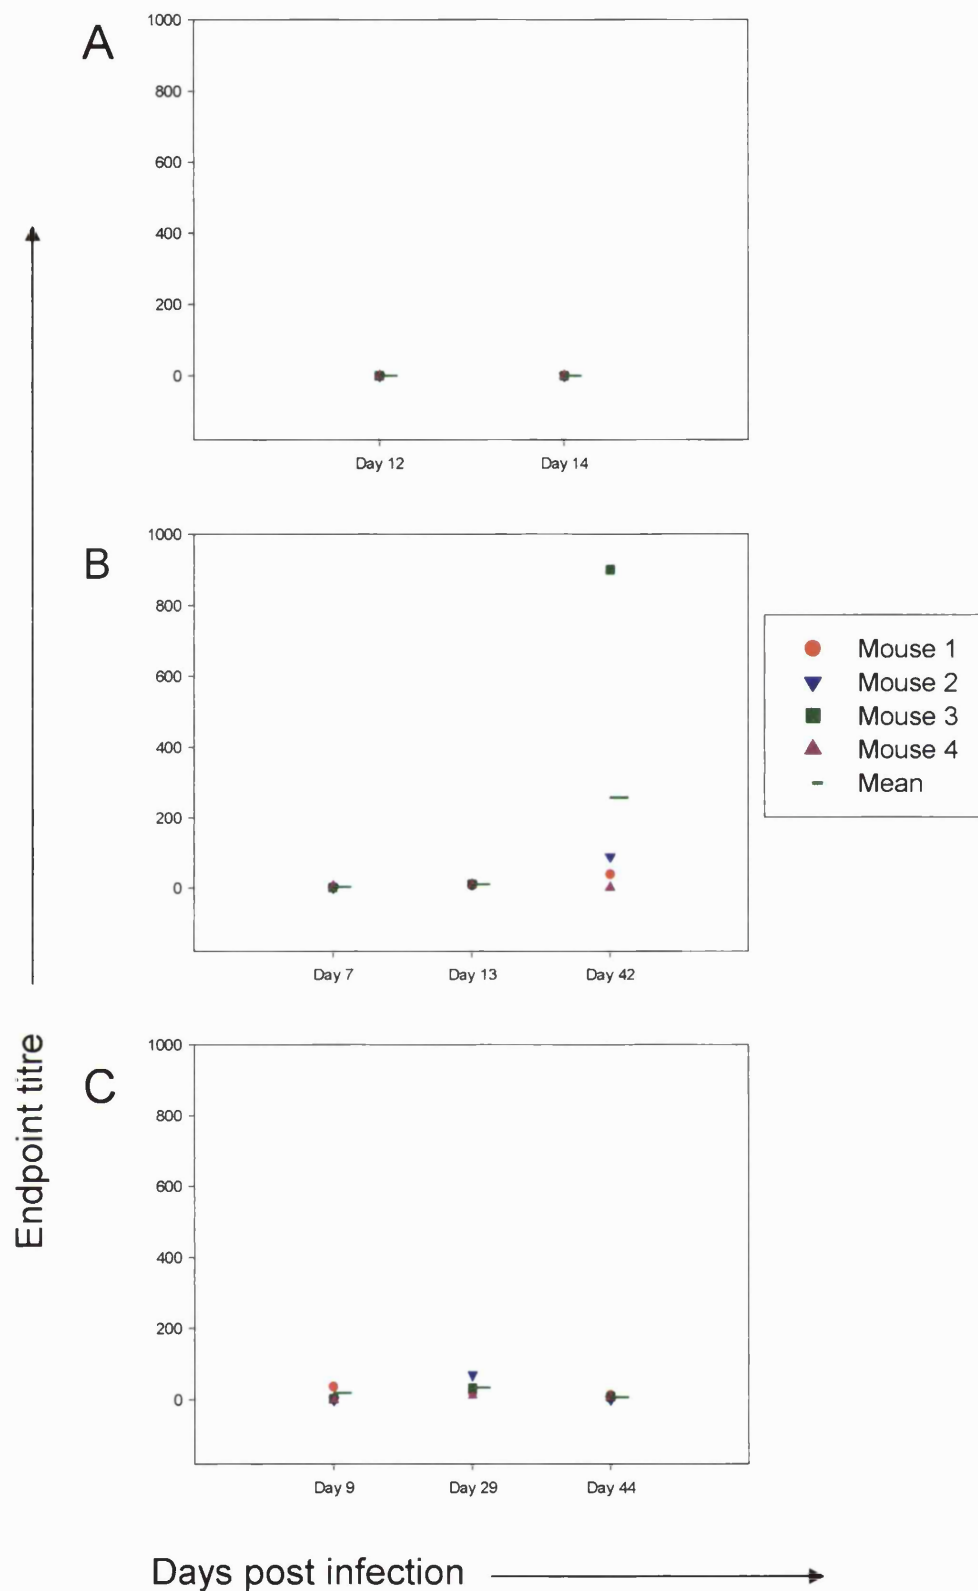 A
1000
800
600
400
200
0
Day 12 Day 14
B
1000
800
600
400
200
0
Day 7 Day 13 Day 42
Mouse 1
Mouse 2
Mouse 3
Mouse 4
Mean
C
1000
800
600
400
200
0
Day 9 Day 29 Day 44
Endpoint titre
Days post infection